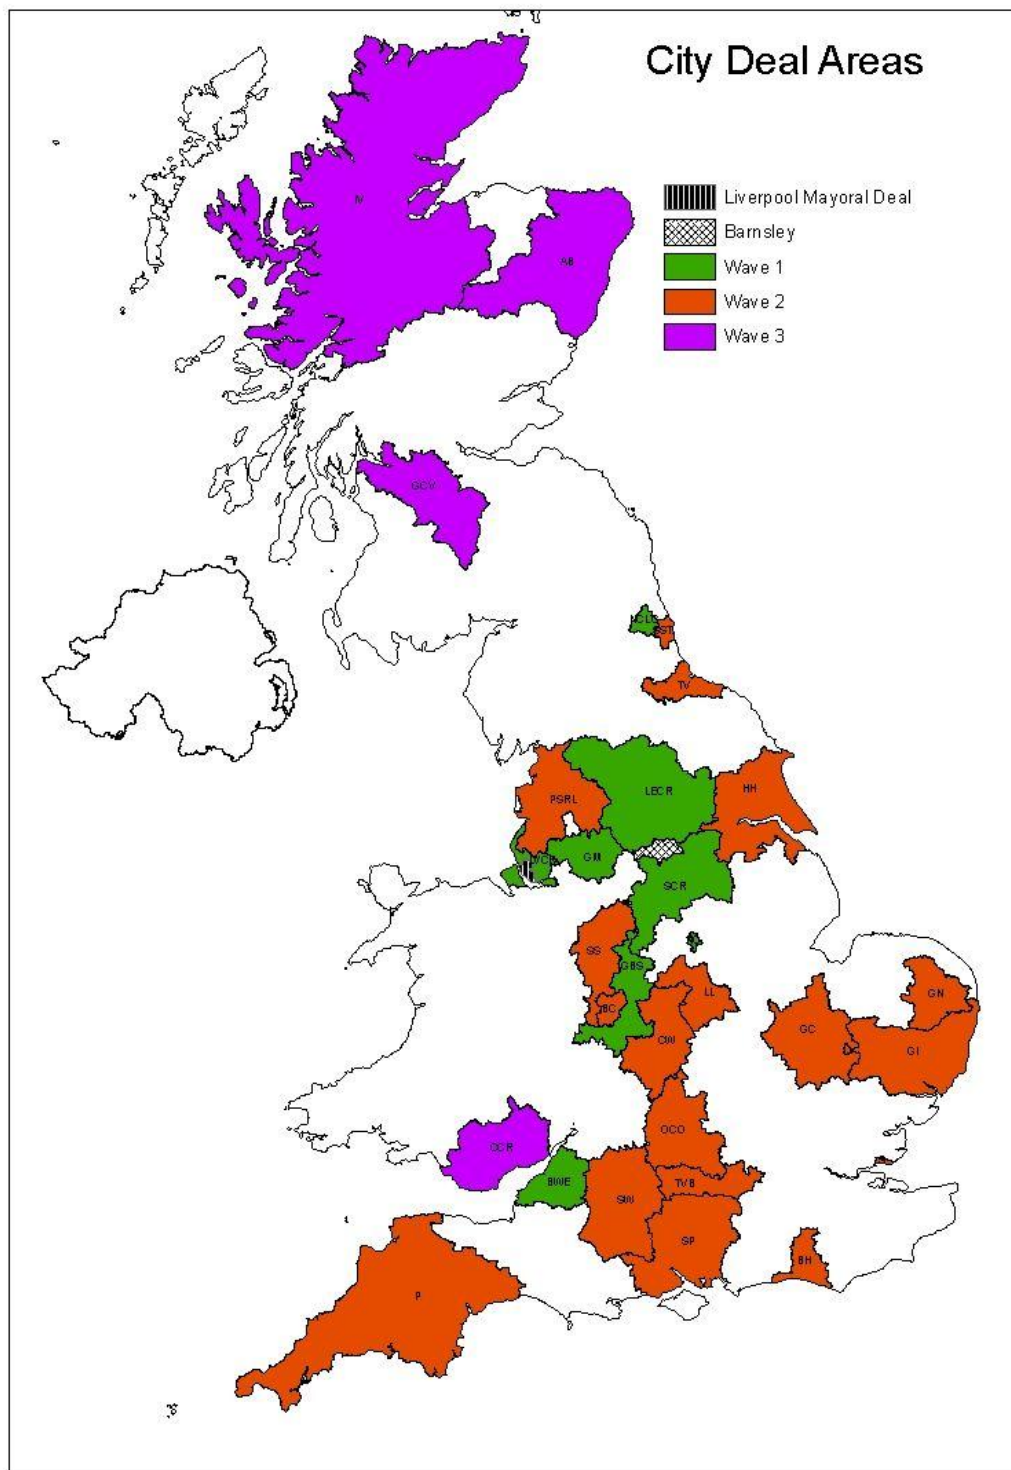 City Deal Areas
Liverpool Mayoral Deal
Barnsley
Wave 1
Wave 2
Wave 3
AB
GCV
TV
PSRL
LECR
HH
GM
SCR
SS
GBS
BC
LL
CW
GN
GC
GI
OCO
CCR
BWE
TVB
SW
SP
BH
P